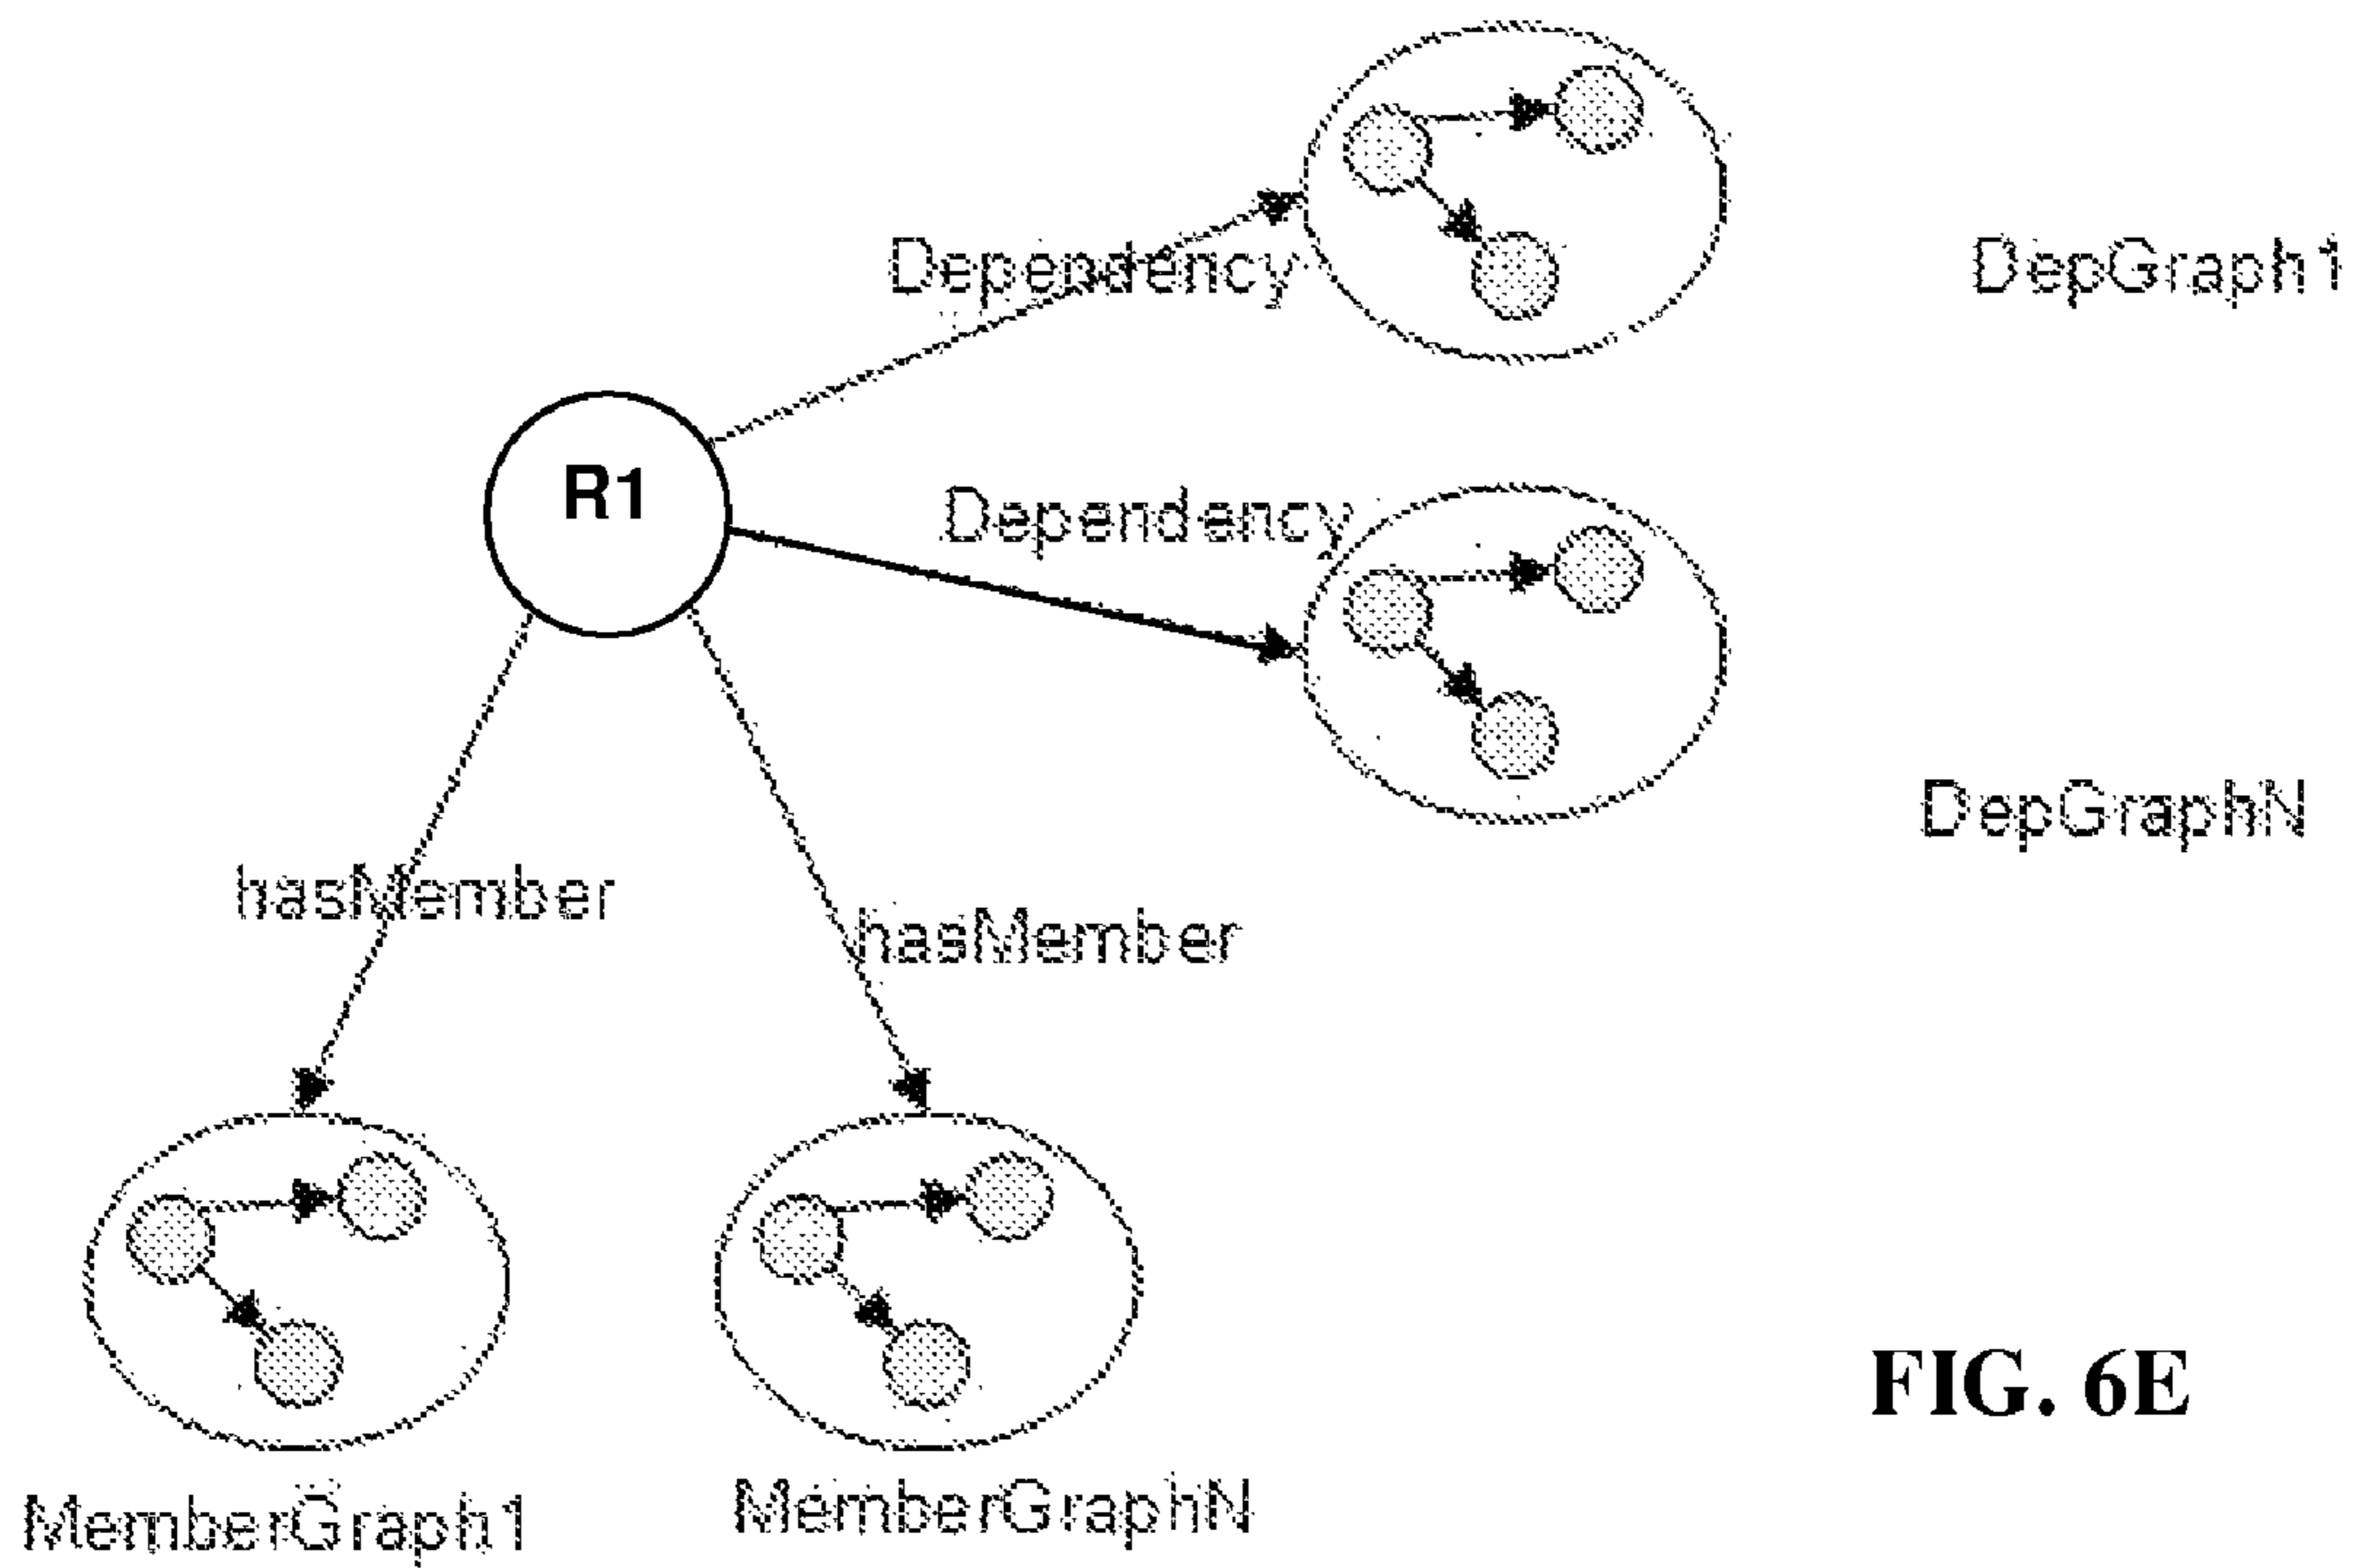 Dependency
DepGraph1
R1
Dependency
DepGraphN
hasMember
hasMember
FIG. 6E
MemberGraph1
MemberGraphN